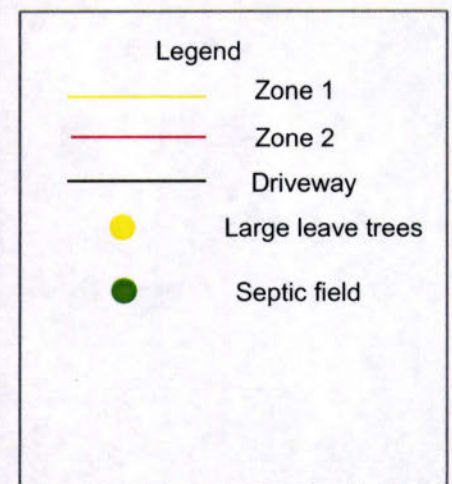 Legend
Zone 1
Zone 2
Driveway
Large leave trees
Septic field